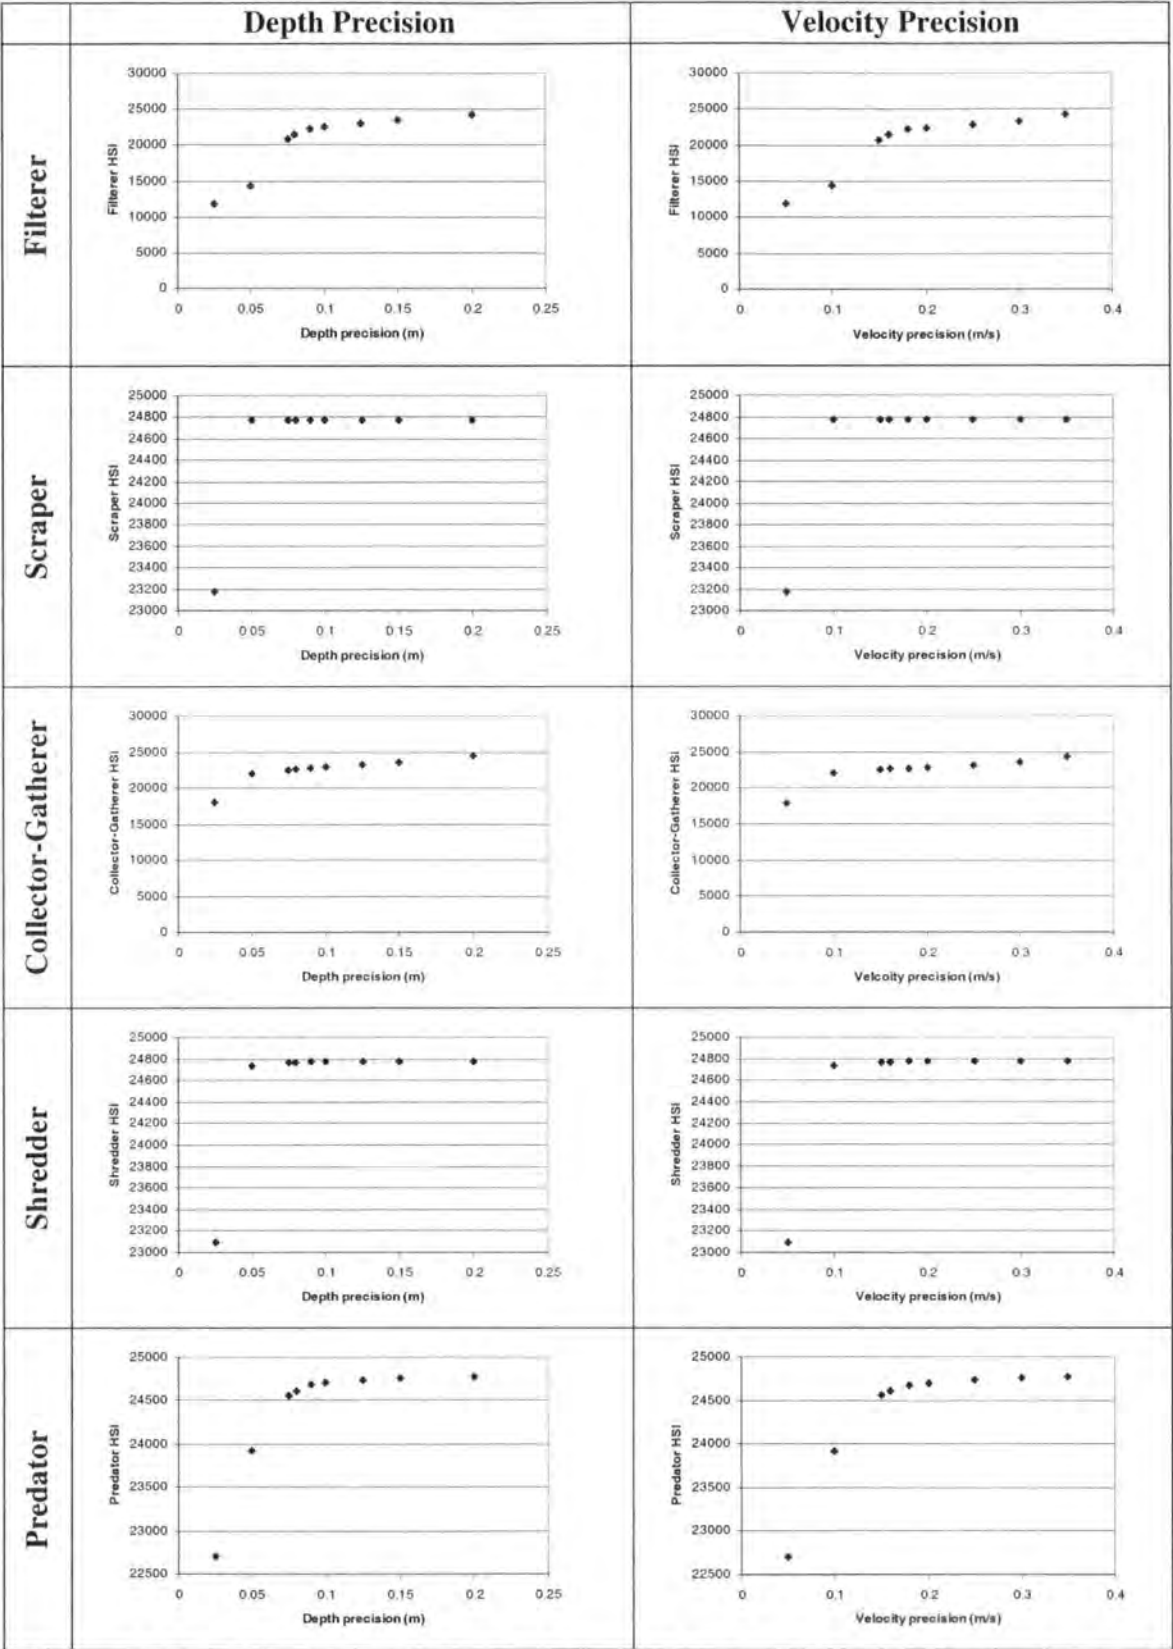 Depth Precision
Velocity Precision
Filterer
30000
25000
20000
15000
10000
5000
0
Filterer HSI
0 0.05 0.1 0.15 0.2 0.25
Depth precision (m)
30000
25000
20000
15000
10000
5000
0
Filterer HSI
0 0.1 0.2 0.3 0.4
Velocity precision (m/s)
Scraper
25000
24800
24600
24400
24200
24000
23800
23600
23400
23200
23000
Scraper HSI
0 0.05 0.1 0.15 0.2 0.25
Depth precision (m)
25000
24800
24600
24400
24200
24000
23800
23600
23400
23200
23000
Scraper HSI
0 0.1 0.2 0.3 0.4
Velocity precision (m/s)
Collector-Gatherer
30000
25000
20000
15000
10000
5000
0
Collector-Gatherer HSI
0 0.05 0.1 0.15 0.2 0.25
Depth precision (m)
30000
25000
20000
15000
10000
5000
0
Collector-Gatherer HSI
0 0.1 0.2 0.3 0.4
Velcoity precision (m/s)
Shredder
25000
24800
24600
24400
24200
24000
23800
23600
23400
23200
23000
Shredder HSI
0 0.05 0.1 0.15 0.2 0.25
Depth precision (m)
25000
24800
24600
24400
24200
24000
23800
23600
23400
23200
23000
Shredder HSI
0 0.1 0.2 0.3 0.4
Velocity precision (m/s)
Predator
25000
24500
24000
23500
23000
22500
Predator HSI
0 0.05 0.1 0.15 0.2 0.25
Depth precision (m)
25000
24500
24000
23500
23000
22500
Predator HSI
0 0.1 0.2 0.3 0.4
Velocity precision (m/s)